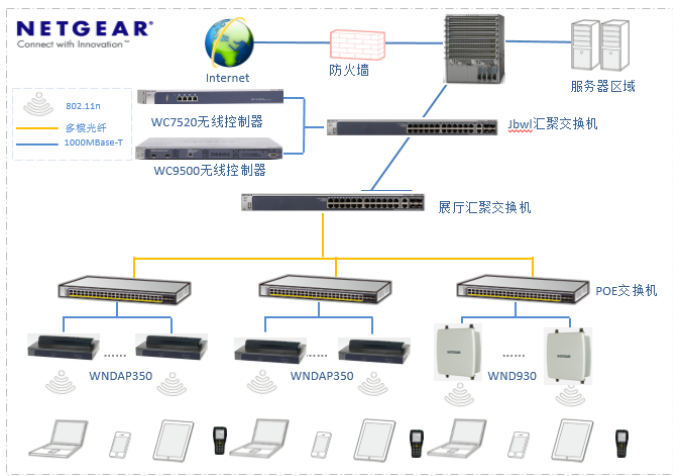 NETGEAR®
Connect with Innovation™
Internet
防火墙
服务器区域
802.11n
多模光纤
1000MBase-T
WC7520无线控制器
Jbwl汇聚交换机
WC9500无线控制器
展厅汇聚交换机
POE交换机
......
......
......
WNDAP350
WNDAP350
WND930